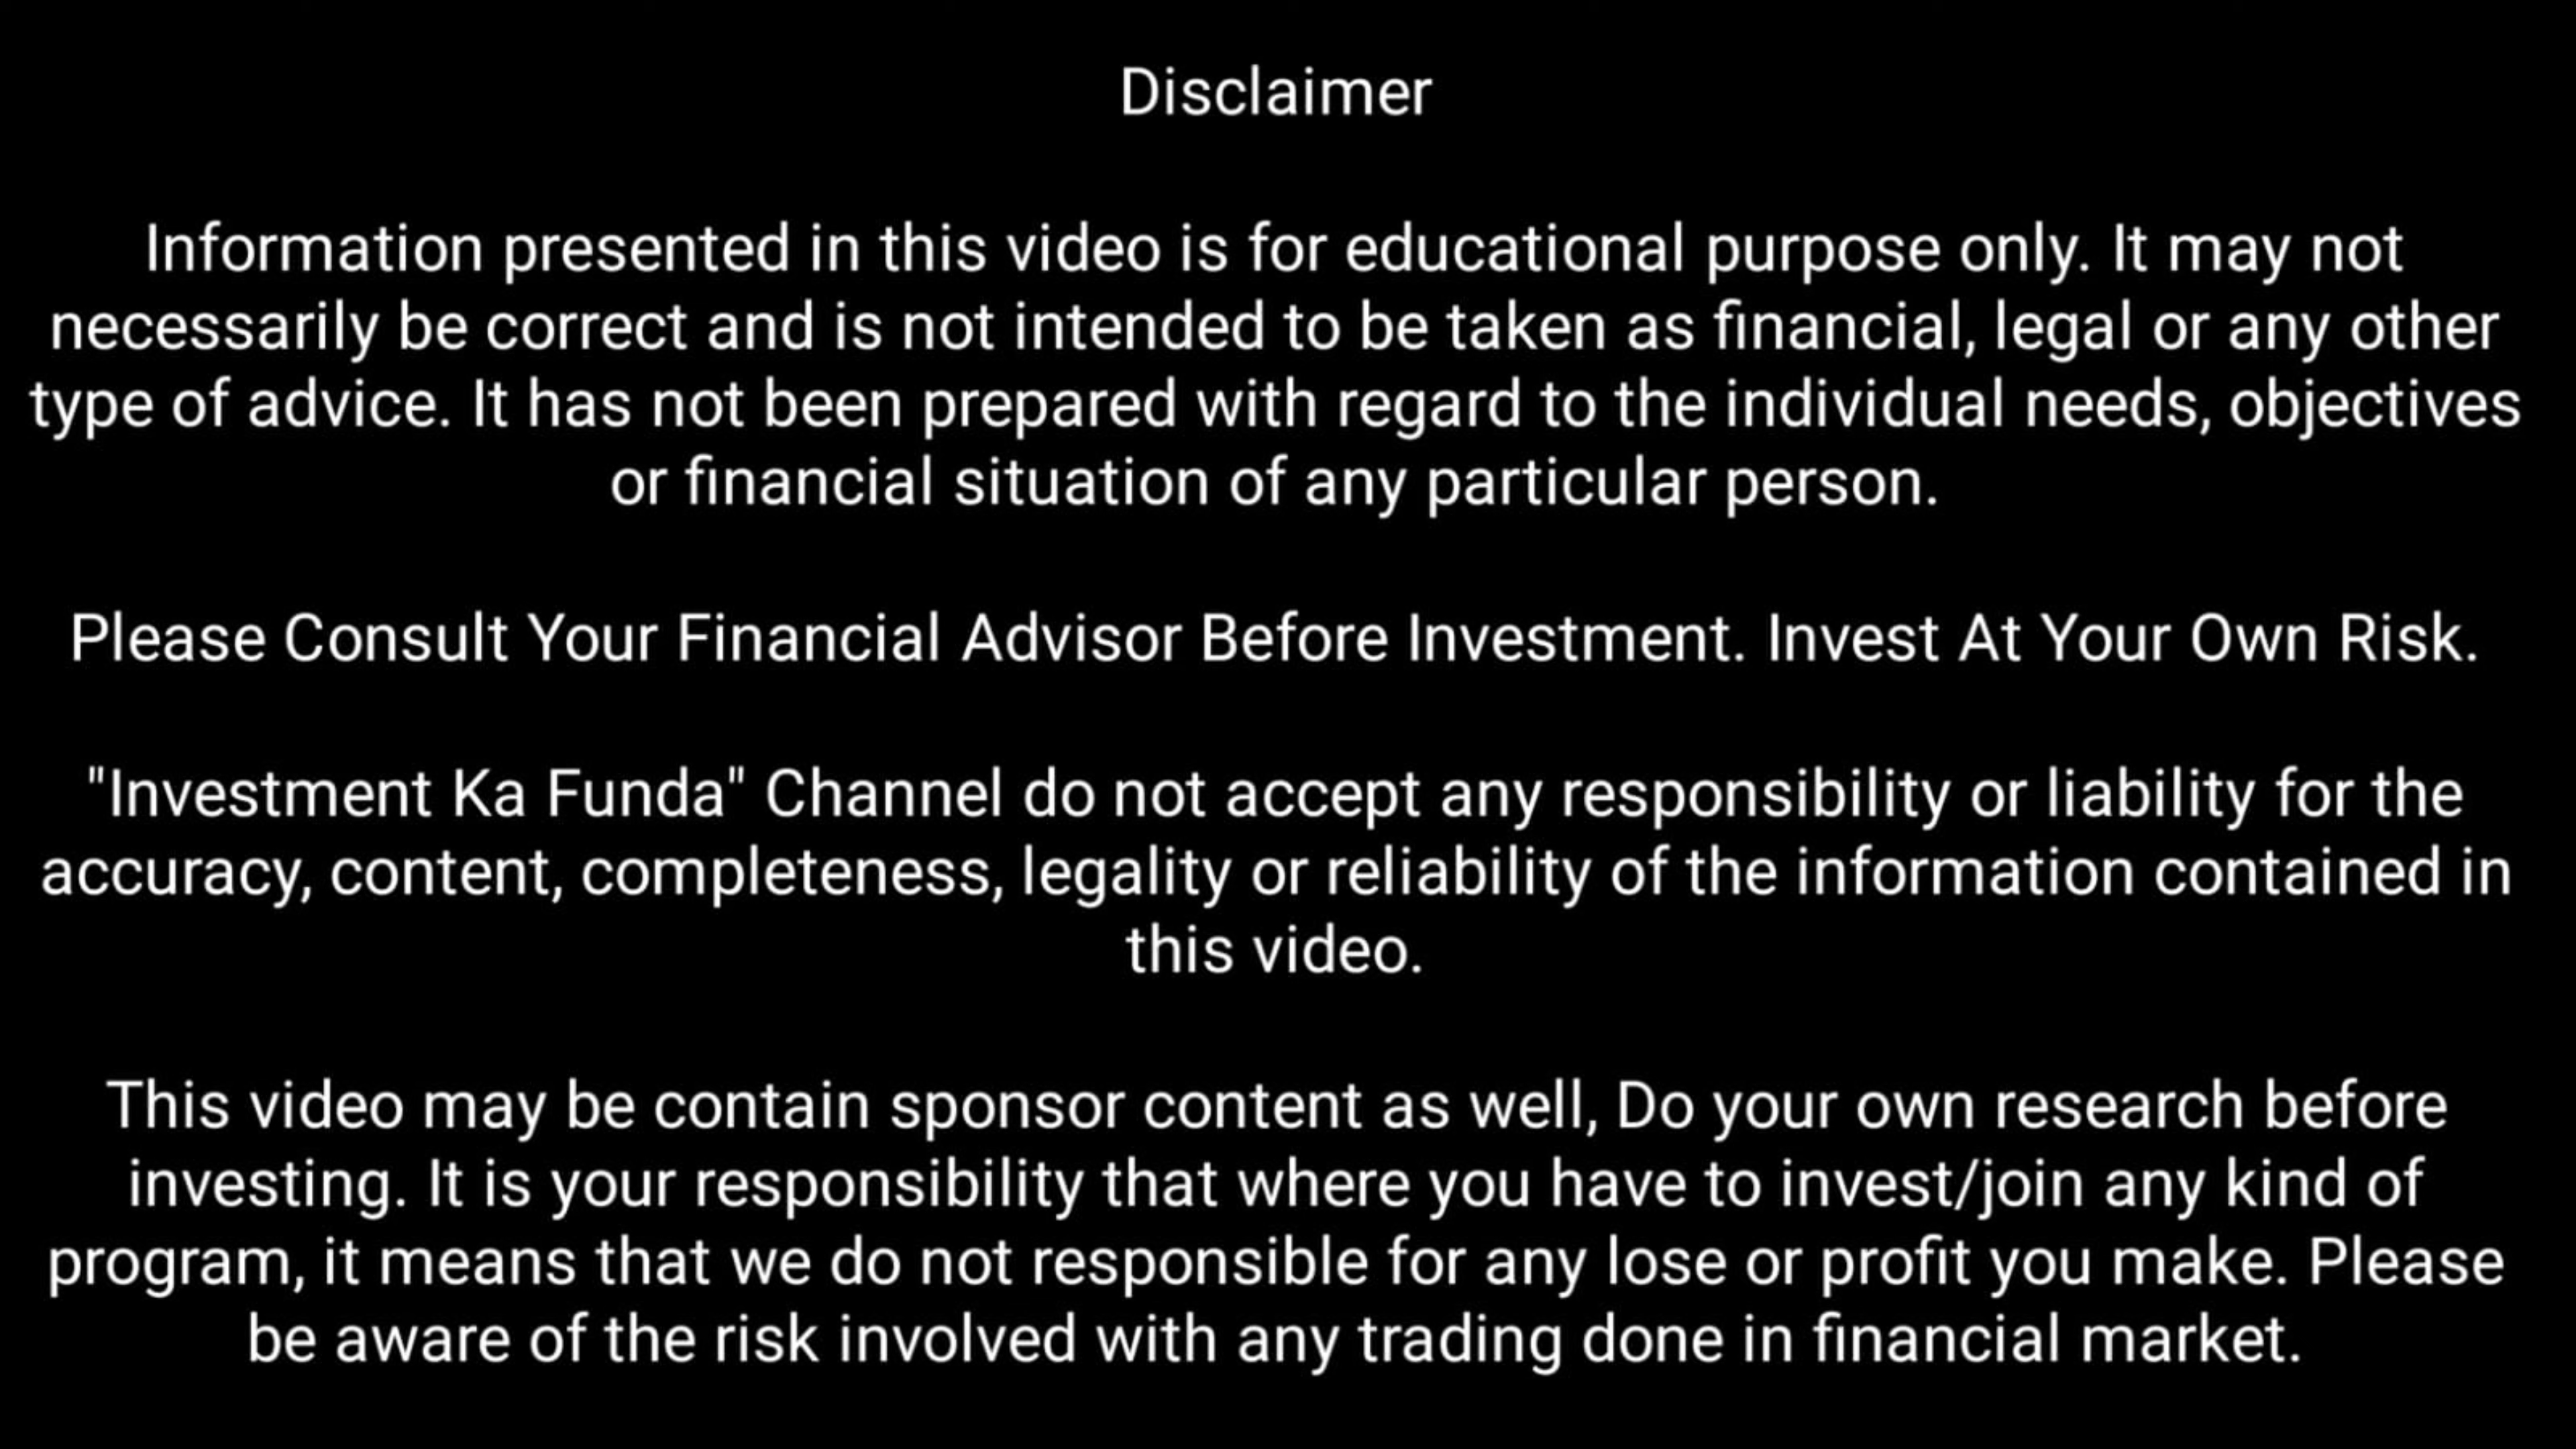 Disclaimer
Information presented in this video is for educational purpose only. It may not
necessarily be correct and is not intended to be taken as financial, legal or any other
type of advice. It has not been prepared with regard to the individual needs, objectives
or financial situation of any particular person.
Please Consult Your Financial Advisor Before Investment. Invest At Your Own Risk.
"Investment Ka Funda" Channel do not accept any responsibility or liability for the
accuracy, content, completeness, legality or reliability of the information contained in
this video.
This video may be contain sponsor content as well, Do your own research before
investing. It is your responsibility that where you have to invest/join any kind of
program, it means that we do not responsible for any lose or profit you make. Please
be aware of the risk involved with any trading done in financial market.